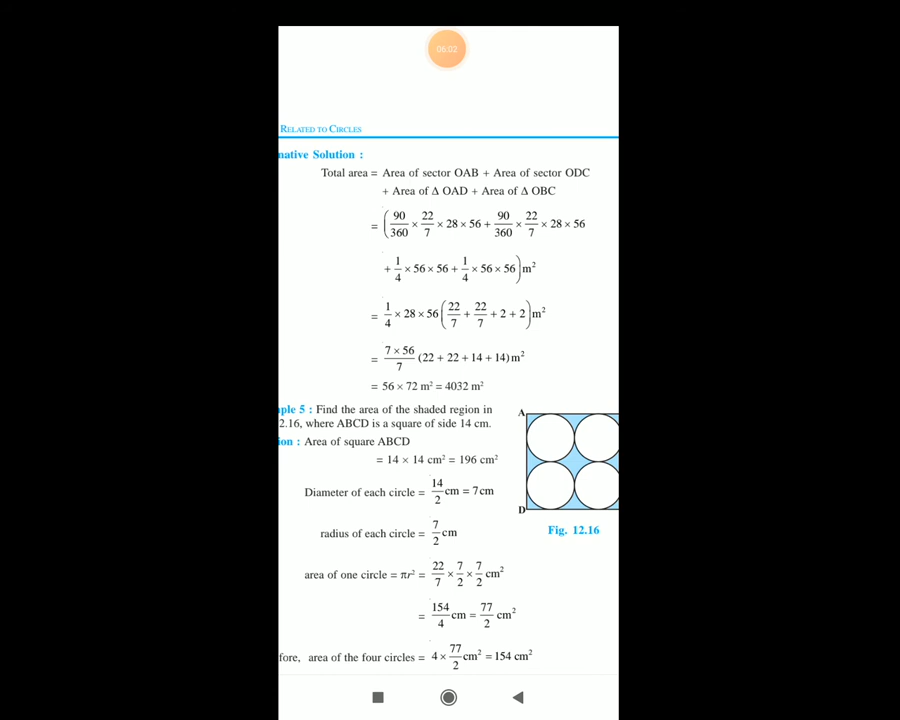 06:02
RELATED TO CIRCLES
native Solution :
Total area = Area of sector OAB + Area of sector ODC
+ Area of Δ OAD + Area of Δ OBC
= (90/360 × 22/7 × 28 × 56 + 90/360 × 22/7 × 28 × 56
+ 1/4 × 56 × 56 + 1/4 × 56 × 56) m²
= 1/4 × 28 × 56 (22/7 + 22/7 + 2 + 2) m²
= 7 × 56/7 (22 + 22 + 14 + 14) m²
= 56 × 72 m² = 4032 m²
ple 5 : Find the area of the shaded region in
2.16, where ABCD is a square of side 14 cm.
ion : Area of square ABCD
= 14 × 14 cm² = 196 cm²
Diameter of each circle = 14/2 cm = 7 cm
radius of each circle = 7/2 cm
area of one circle = πr² = 22/7 × 7/2 × 7/2 cm²
= 154/4 cm = 77/2 cm²
fore, area of the four circles = 4 × 77/2 cm² = 154 cm²
A
D
Fig. 12.16